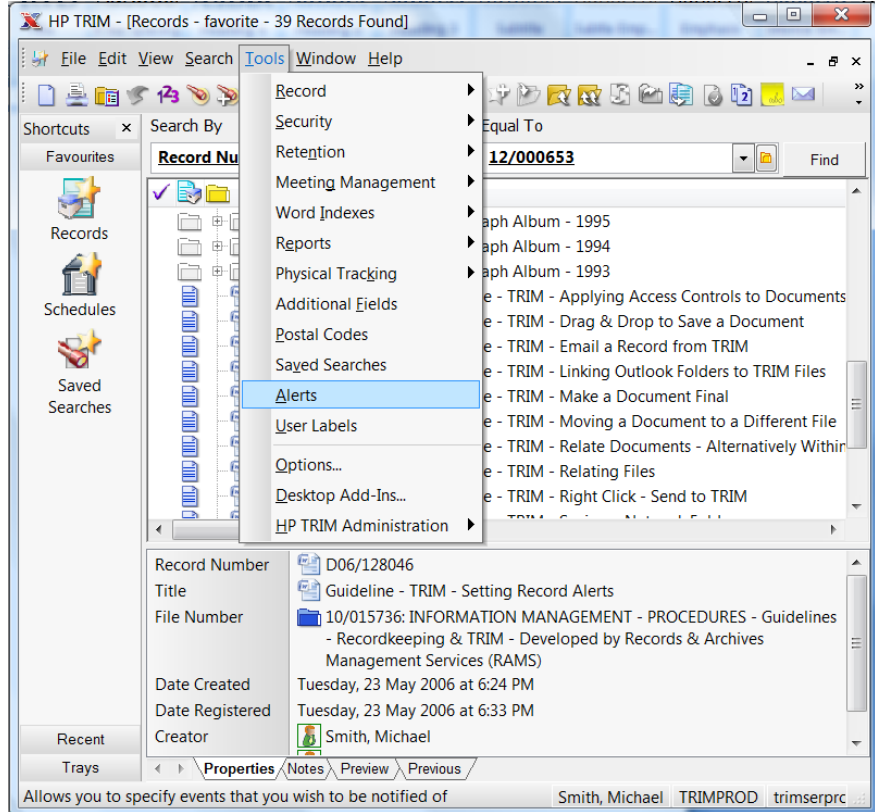 HP TRIM - [Records - favorite - 39 Records Found]
File Edit View Search Tools Window Help
Shortcuts
Search By
Equal To
Favourites
Record Nu
12/000653
Find
Records
Schedules
Saved
Searches
Recent
Trays
Record
Security
Retention
Meeting Management
Word Indexes
Reports
Physical Tracking
Additional Fields
Postal Codes
Saved Searches
Alerts
User Labels
Options...
Desktop Add-Ins...
HP TRIM Administration
aph Album - 1995
aph Album - 1994
aph Album - 1993
e - TRIM - Applying Access Controls to Documents
e - TRIM - Drag & Drop to Save a Document
e - TRIM - Email a Record from TRIM
e - TRIM - Linking Outlook Folders to TRIM Files
e - TRIM - Make a Document Final
e - TRIM - Moving a Document to a Different File
e - TRIM - Relate Documents - Alternatively Within
e - TRIM - Relating Files
e - TRIM - Right Click - Send to TRIM
Record Number D06/128046
Title Guideline - TRIM - Setting Record Alerts
File Number 10/015736: INFORMATION MANAGEMENT - PROCEDURES - Guidelines
- Recordkeeping & TRIM - Developed by Records & Archives
Management Services (RAMS)
Date Created Tuesday, 23 May 2006 at 6:24 PM
Date Registered Tuesday, 23 May 2006 at 6:33 PM
Creator Smith, Michael
Properties Notes Preview Previous
Allows you to specify events that you wish to be notified of
Smith, Michael TRIMPROD trimserprc